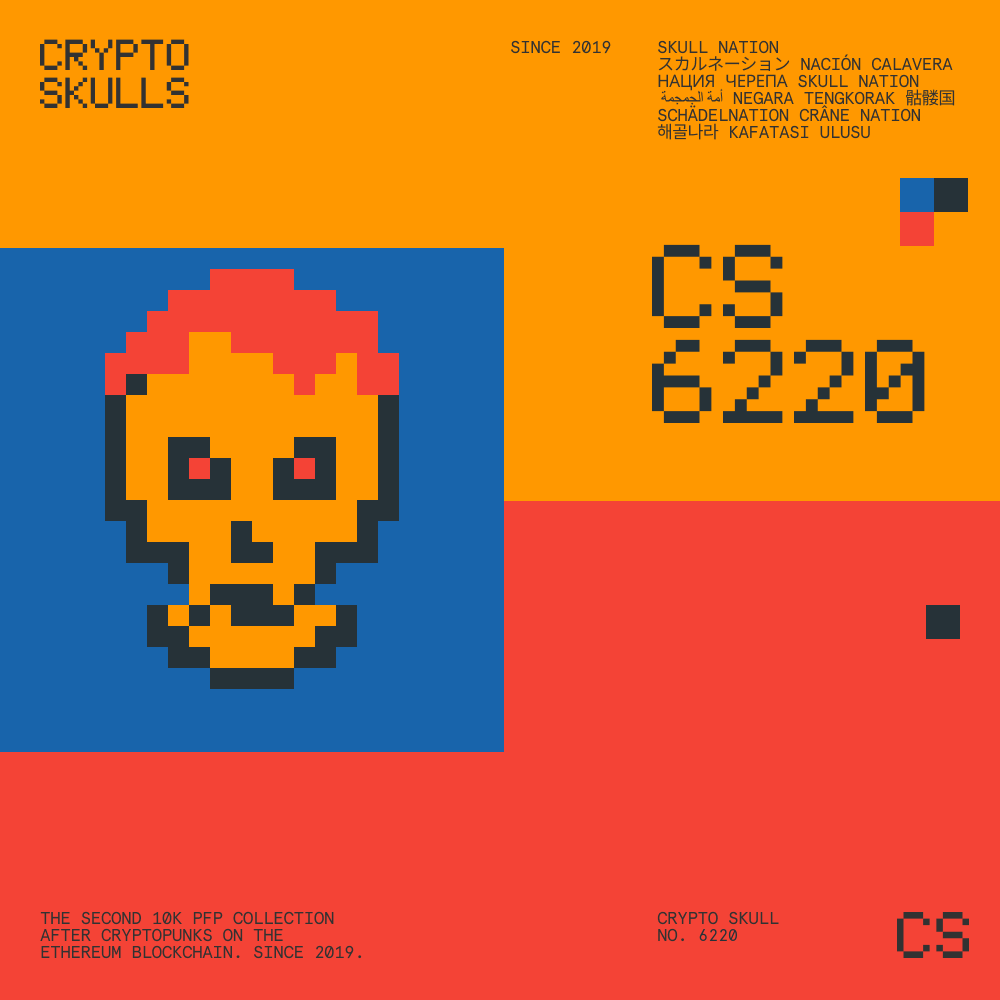 CRYPTO
SKULLS
SINCE 2019
SKULL NATION
スカルネーション NACIÓN CALAVERA
НАЦИЯ ЧЕРЕПА SKULL NATION
أمة الجمجمة NEGARA TENGKORAK 骷髅国
SCHÄDELNATION CRÂNE NATION
해골나라 KAFATASI ULUSU
CS
6220
THE SECOND 10K PFP COLLECTION
AFTER CRYPTOPUNKS ON THE
ETHEREUM BLOCKCHAIN. SINCE 2019.
CRYPTO SKULL
NO. 6220
CS